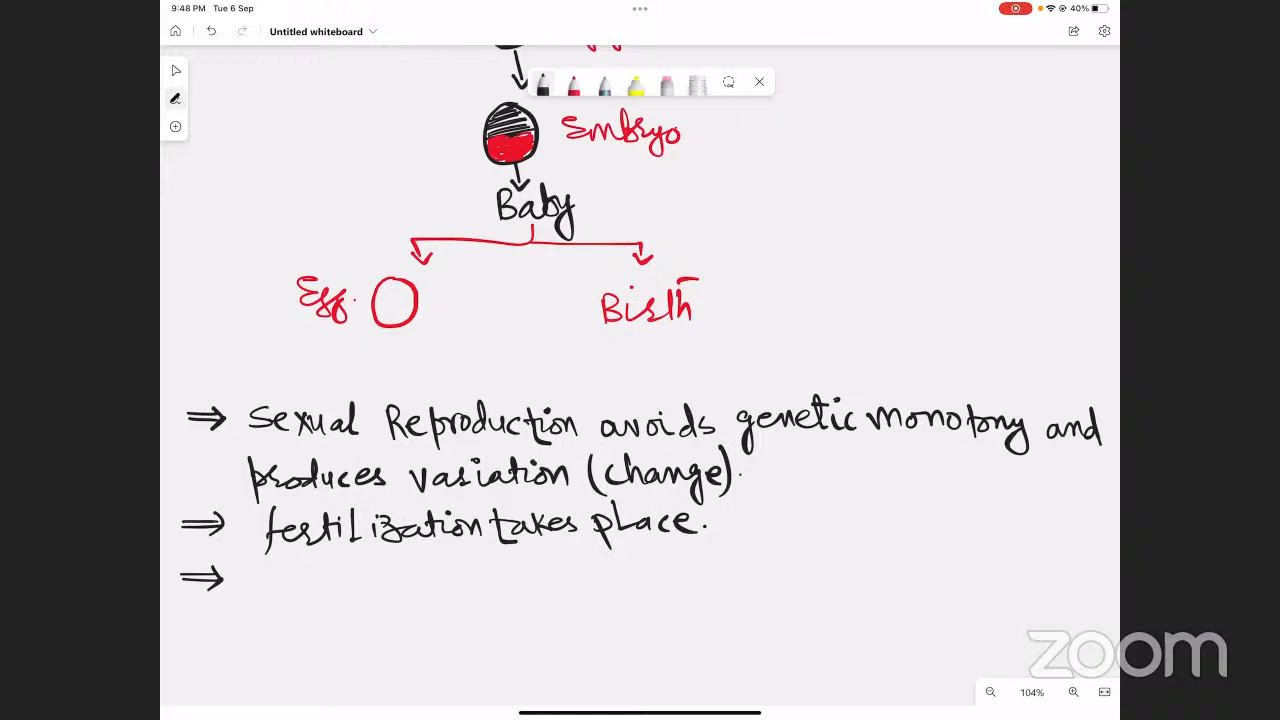 9:48 PM Tue 6 Sep
40%
Untitled whiteboard
Embryo
Baby
Egg.
Birth
⇒ Sexual Reproduction avoids genetic monotony and
produces variation (change).
⇒ fertilization takes place.
⇒
zoom
104%